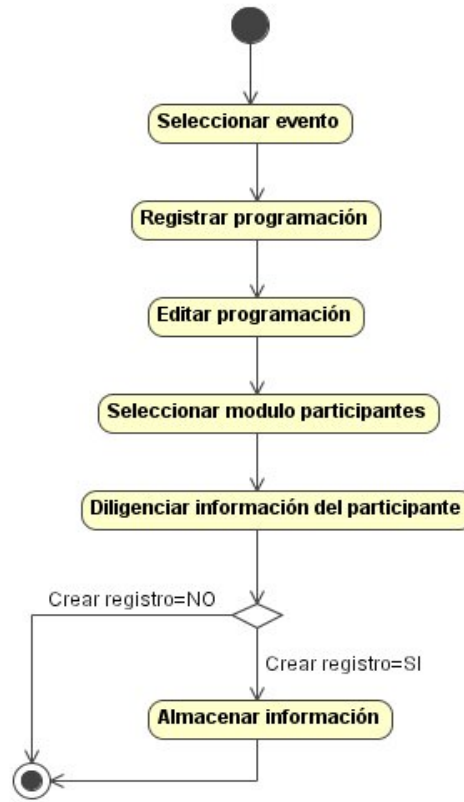 Seleccionar evento
Registrar programación
Editar programación
Seleccionar modulo participantes
Diligenciar información del participante
Crear registro=NO
Crear registro=SI
Almacenar información